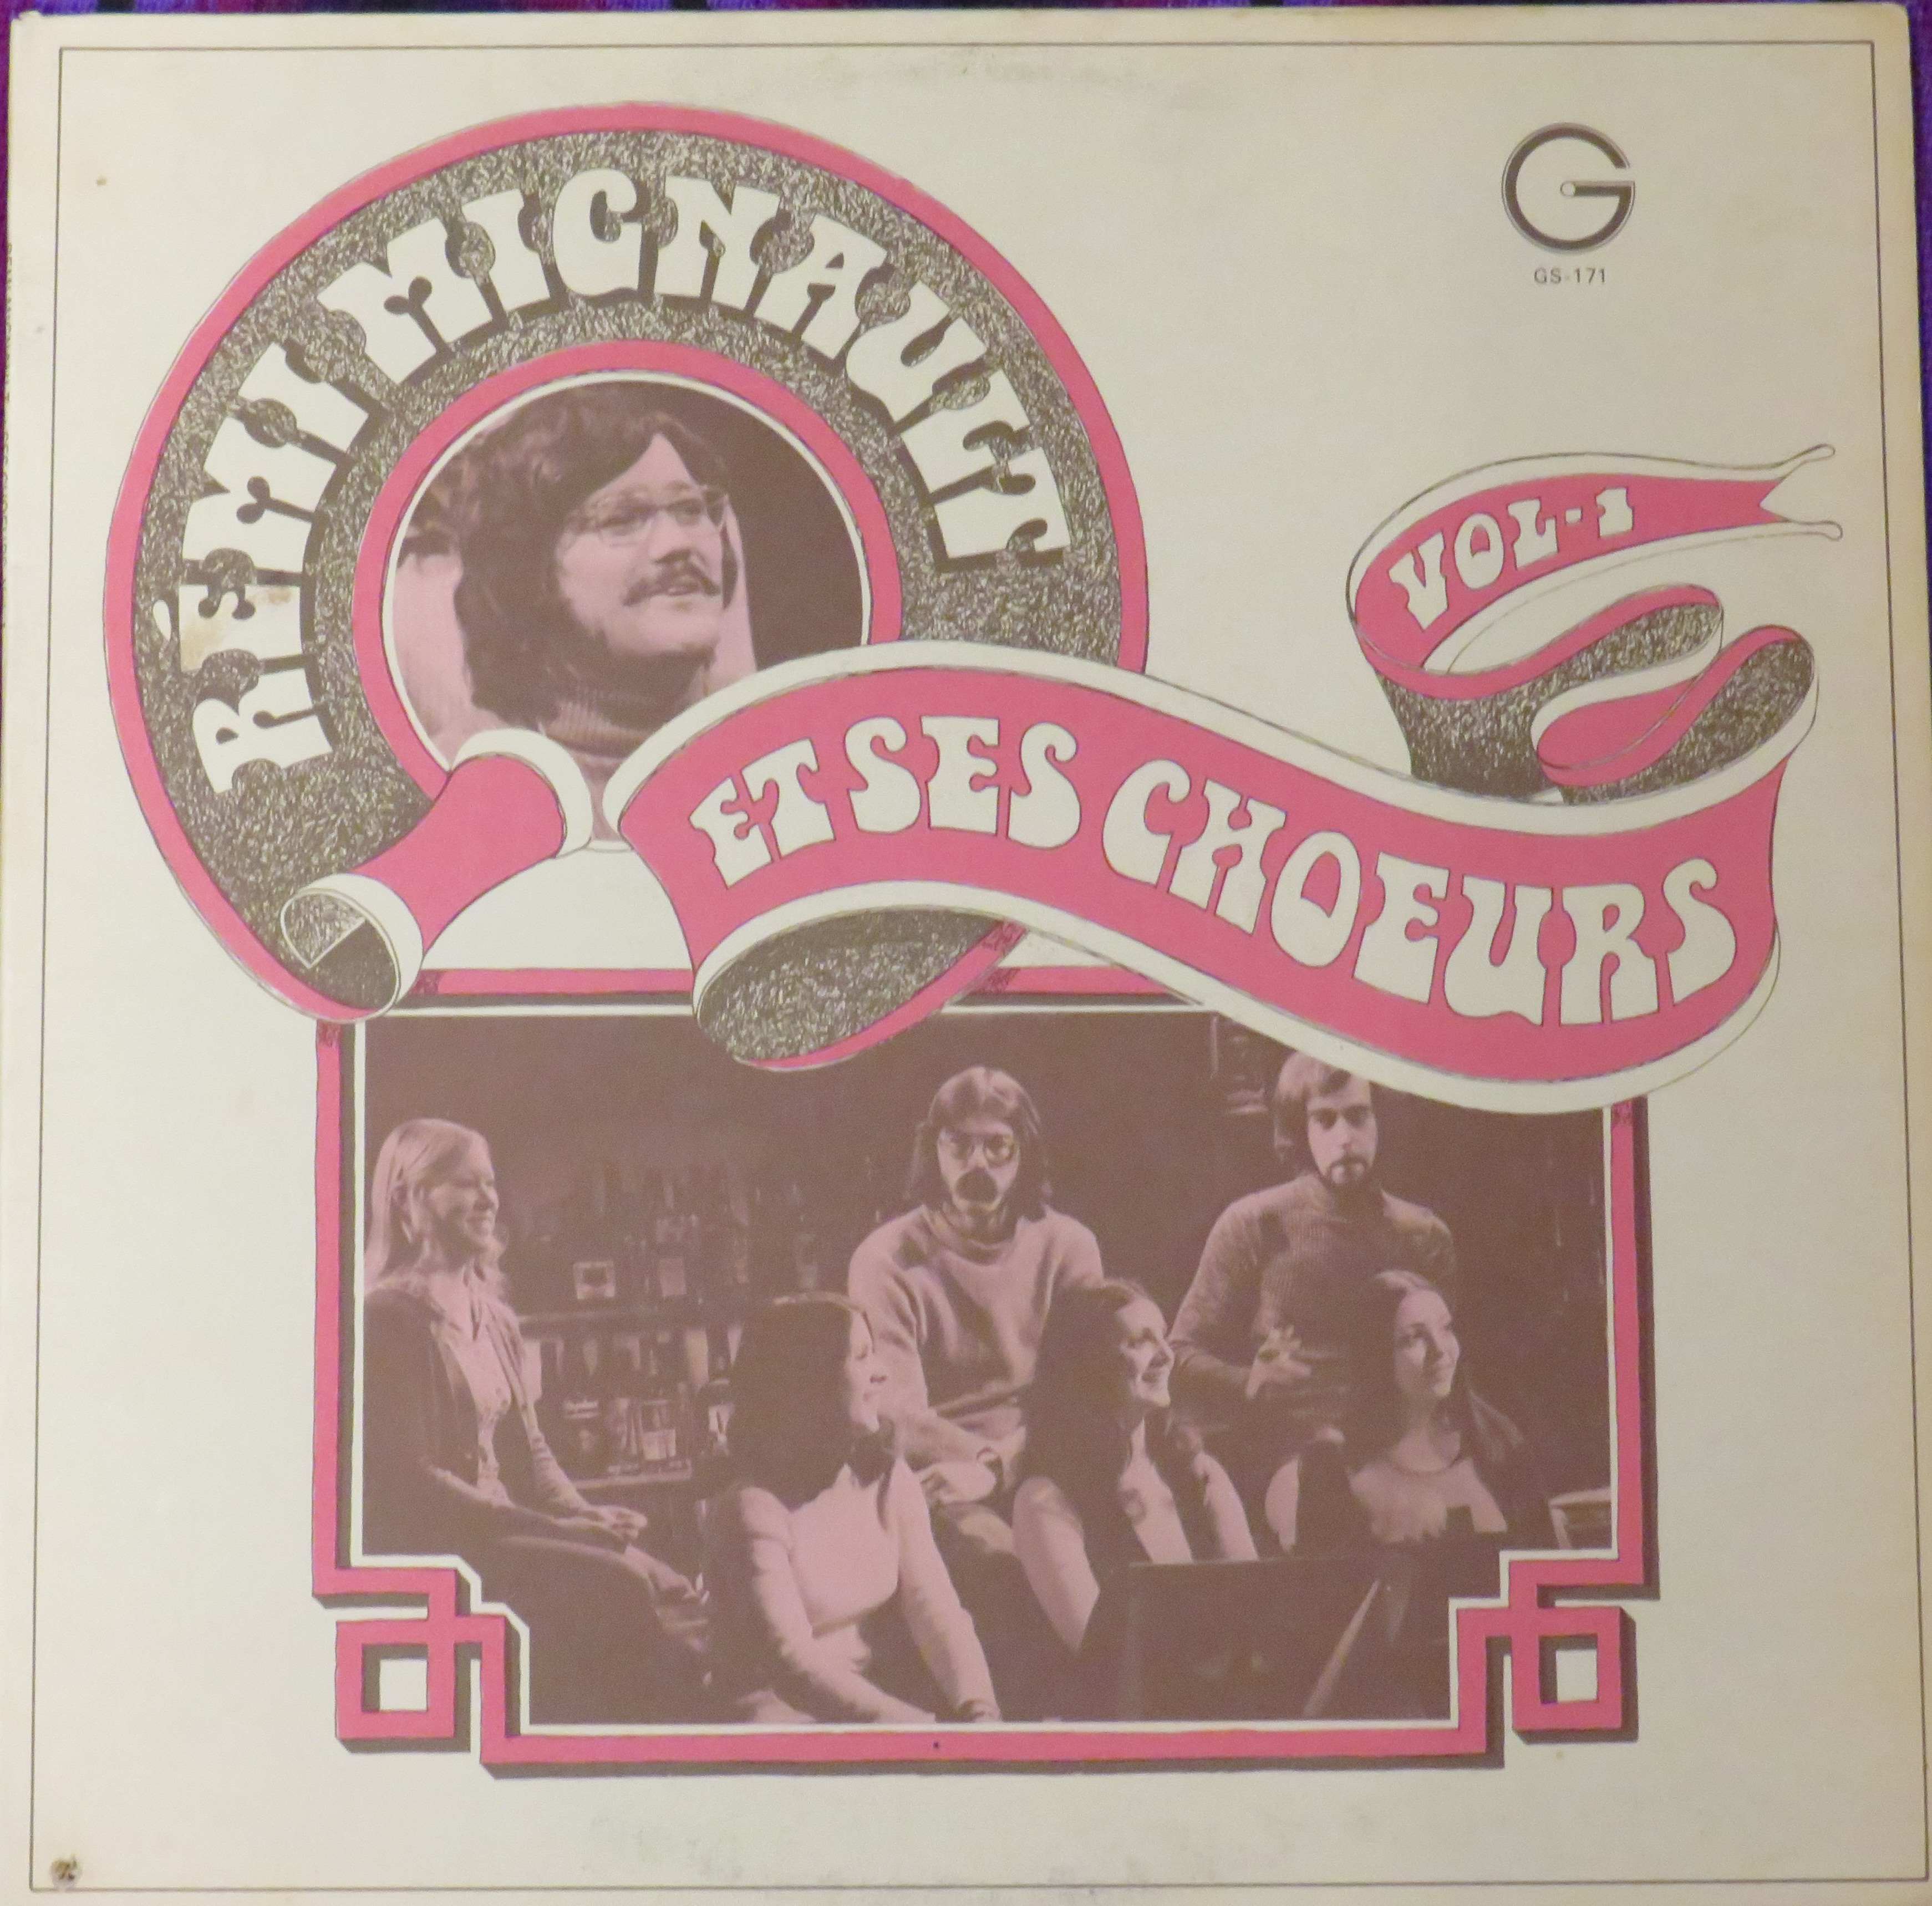 RÉMI MIGNAULT
G
GS-171
VOL-1
ET SES CHOEURS